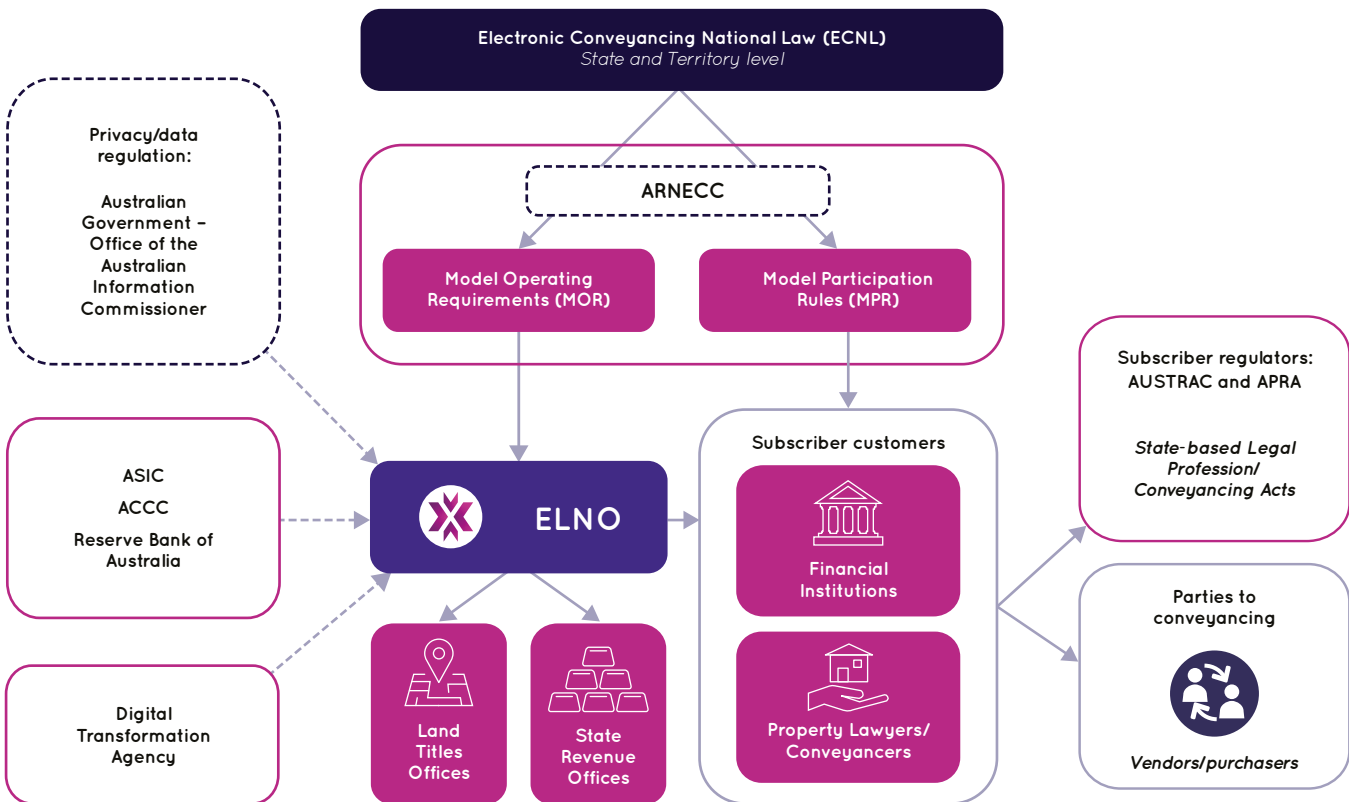 Electronic Conveyancing National Law (ECNL)
State and Territory level
Privacy/data
regulation:
Australian
Government –
Office of the
Australian
Information
Commissioner
ARNECC
Model Operating
Requirements (MOR)
Model Participation
Rules (MPR)
Subscriber regulators:
AUSTRAC and APRA
State-based Legal
Profession/
Conveyancing Acts
ASIC
ACCC
Reserve Bank of
Australia
ELNO
Subscriber customers
Financial
Institutions
Property Lawyers/
Conveyancers
Parties to
conveyancing
Vendors/purchasers
Digital
Transformation
Agency
Land
Titles
Offices
State
Revenue
Offices